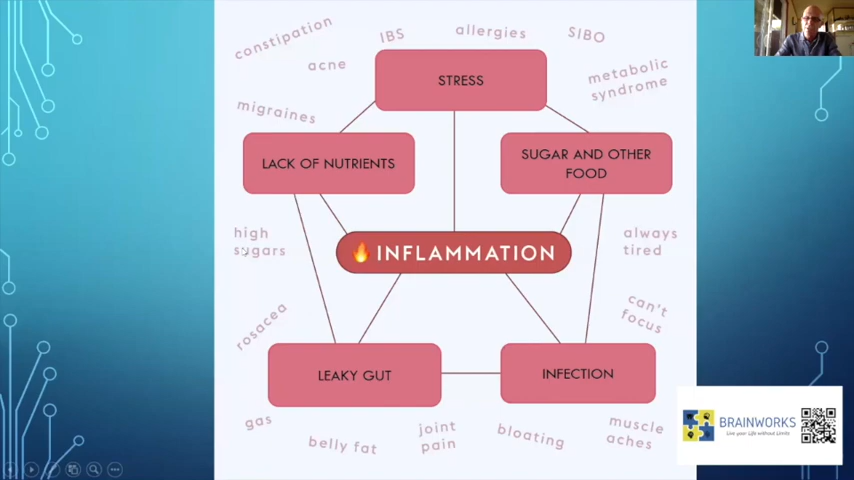 constipation
IBS
allergies
SIBO
acne
STRESS
metabolic
syndrome
migraines
LACK OF NUTRIENTS
SUGAR AND OTHER
FOOD
high
sugars
INFLAMMATION
always
tired
can't
focus
rosacea
LEAKY GUT
INFECTION
gas
belly fat
joint
pain
bloating
muscle
aches
BRAINWORKS
Live your Life without Limits